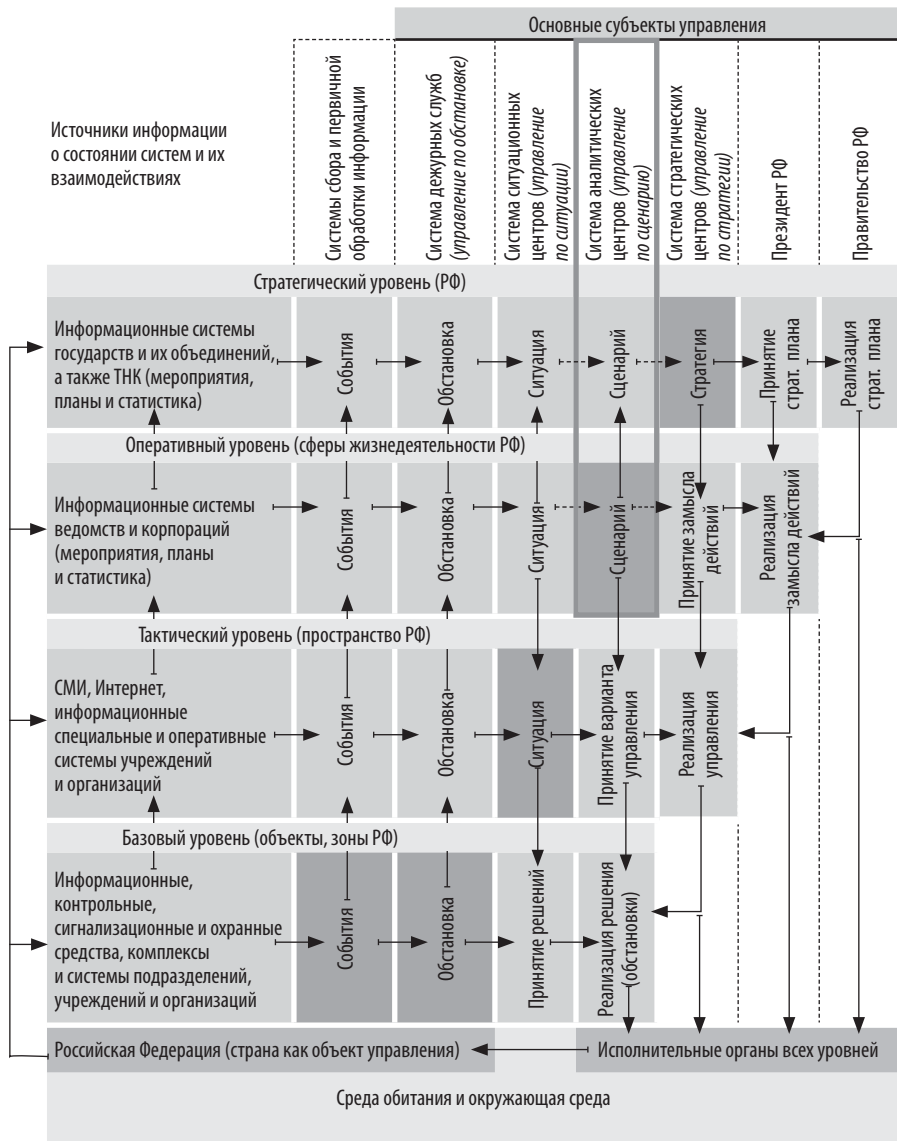 Основные субъекты управления
Источники информации
о состоянии систем и их
взаимодействиях
Системы сбора и первичной
обработки информации
Система дежурных служб
(управление по обстановке)
Система ситуационных
центров (управление
по ситуации)
Система аналитических
центров (управление
по сценарию)
Система стратегических
центров (управление
по стратегии)
Президент РФ
Правительство РФ
Стратегический уровень (РФ)
Информационные системы
государств и их объединений,
а также ТНК (мероприятия,
планы и статистика)
События
Обстановка
Ситуация
Сценарий
Стратегия
Принятие
страт. плана
Реализация
страт. плана
Оперативный уровень (сферы жизнедеятельности РФ)
Информационные системы
ведомств и корпораций
(мероприятия, планы
и статистика)
События
Обстановка
Ситуация
Сценарий
Принятие замысла
действий
Реализация
замысла действий
Тактический уровень (пространство РФ)
СМИ, Интернет,
информационные
специальные и оперативные
системы учреждений
и организаций
События
Обстановка
Ситуация
Принятие варианта
управления
Реализация
управления
Базовый уровень (объекты, зоны РФ)
Информационные,
контрольные,
сигнализационные и охранные
средства, комплексы
и системы подразделений,
учреждений и организаций
События
Обстановка
Принятие решений
Реализация решения
(обстановки)
Российская Федерация (страна как объект управления)
Исполнительные органы всех уровней
Среда обитания и окружающая среда